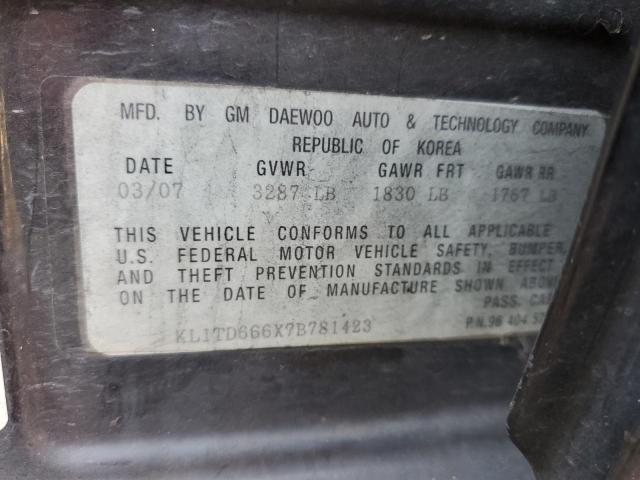 MFD. BY GM DAEWOO AUTO & TECHNOLOGY COMPANY
REPUBLIC OF KOREA
DATE GVWR GAWR FRT GAWR RR
03/07 3287 LB 1830 LB 1767 LB
THIS VEHICLE CONFORMS TO ALL APPLICABLE
U.S. FEDERAL MOTOR VEHICLE SAFETY, BUMPER,
AND THEFT PREVENTION STANDARDS IN EFFECT
ON THE DATE OF MANUFACTURE SHOWN ABOVE
PASS. CAR
KL1TD666X7B781423 P.N.96 404